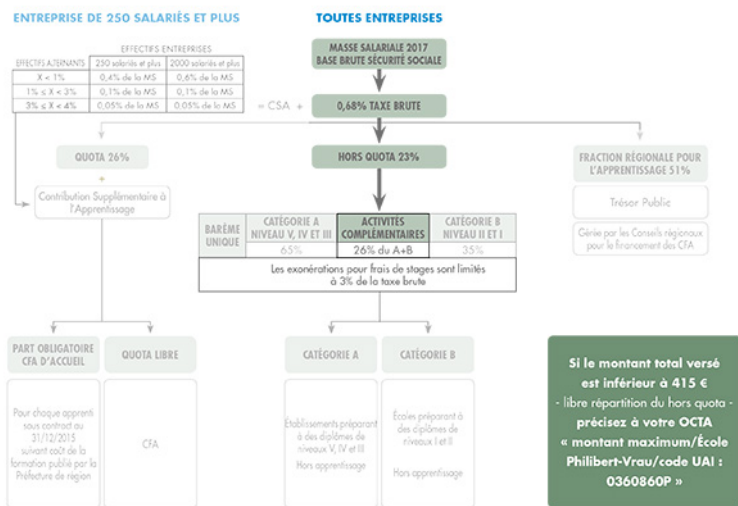 ENTREPRISE DE 250 SALARIÉS ET PLUS
TOUTES ENTREPRISES
EFFECTIFS ENTREPRISES
EFFECTIFS ALTERNANTS
250 salariés et plus
2000 salariés et plus
X < 1%
0,4% de la MS
0,6% de la MS
1% ≤ X < 3%
0,1% de la MS
0,1% de la MS
3% ≤ X < 4%
0,05% de la MS
0,05% de la MS
= CSA +
MASSE SALARIALE 2017
BASE BRUTE SÉCURITÉ SOCIALE
0,68% TAXE BRUTE
QUOTA 26%
+
Contribution Supplémentaire à
l'Apprentissage
HORS QUOTA 23%
FRACTION RÉGIONALE POUR
L'APPRENTISSAGE 51%
Trésor Public
Gérée par les Conseils régionaux
pour le financement des CFA
BARÈME
UNIQUE
CATÉGORIE A
NIVEAU V, IV ET III
ACTIVITÉS
COMPLÉMENTAIRES
CATÉGORIE B
NIVEAU II ET I
65%
26% du A+B
35%
Les exonérations pour frais de stages sont limités
à 3% de la taxe brute
PART OBLIGATOIRE
CFA D'ACCUEIL
QUOTA LIBRE
Pour chaque apprenti
sous contract au
31/12/2015
suivant coût de la
formation publié par la
Préfecture de région
CFA
CATÉGORIE A
CATÉGORIE B
Établissements préparant
à des diplômes de
niveaux V, IV et III
Hors apprentissage
Écoles préparant à
des diplômes de
niveaux I et II
Hors apprentissage
Si le montant total versé
est inférieur à 415 €
- libre répartition du hors quota -
précisez à votre OCTA
« montant maximum/École
Philibert-Vrau/code UAI :
0360860P »